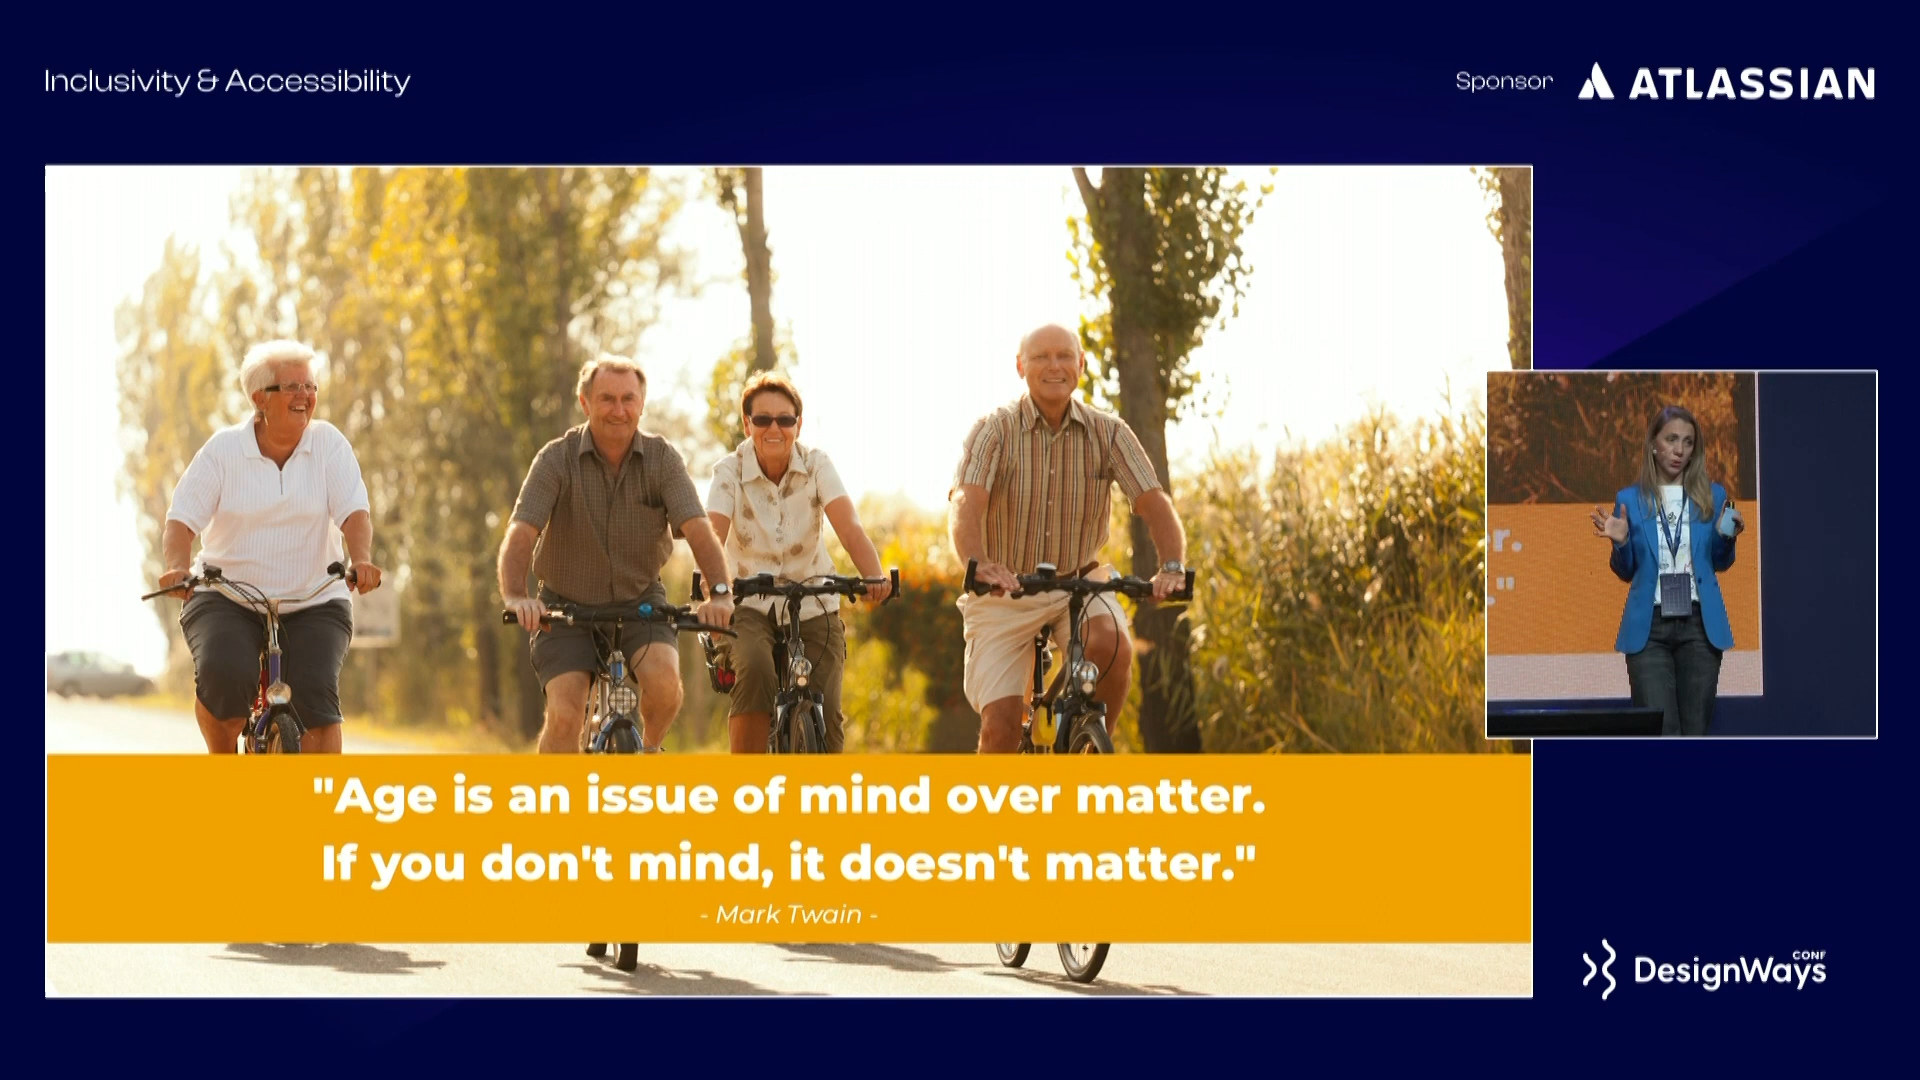 Inclusivity & Accessibility
Sponsor ATLASSIAN
"Age is an issue of mind over matter.
If you don't mind, it doesn't matter."
- Mark Twain -
r.
."
DesignWays CONF